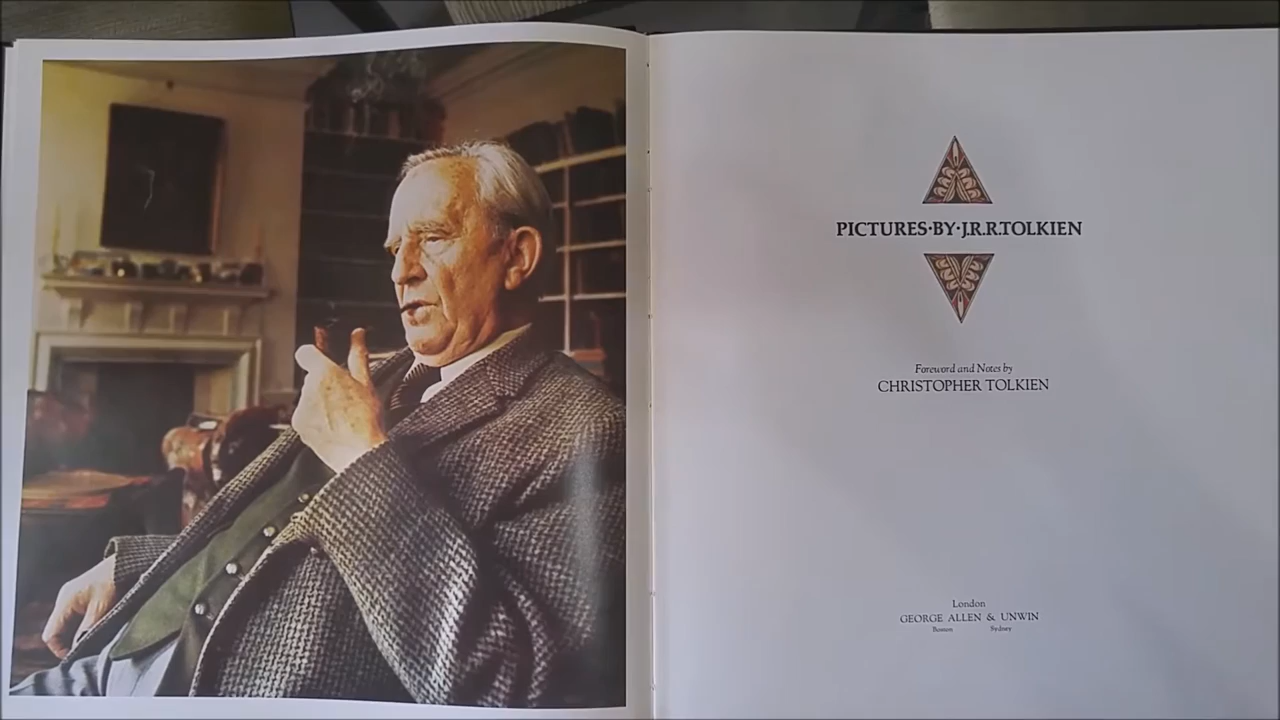 PICTURES·BY·J.R.R.TOLKIEN
Foreword and Notes by
CHRISTOPHER TOLKIEN
London
GEORGE ALLEN & UNWIN
Boston Sydney